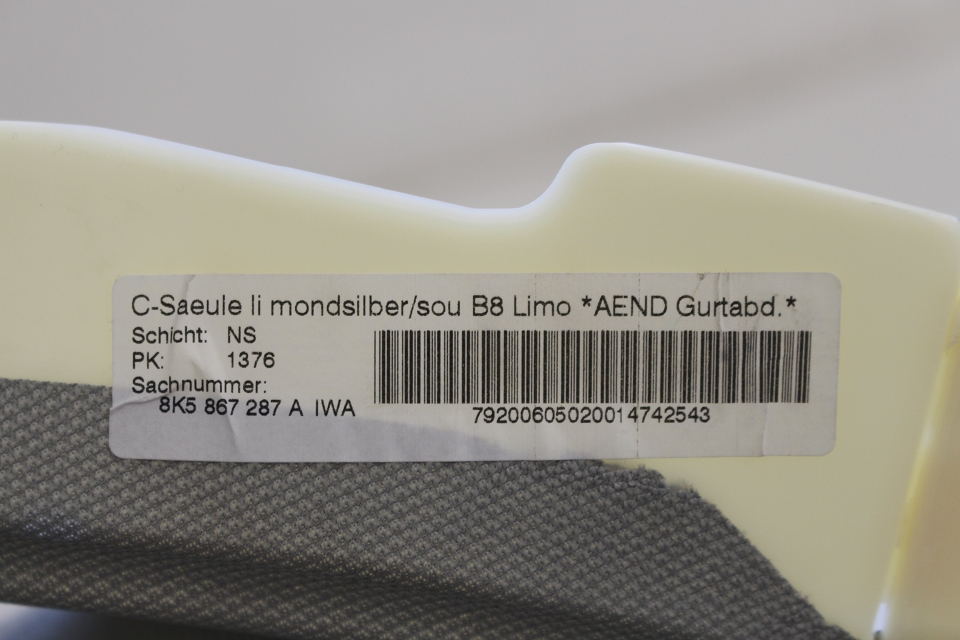 C-Saeule li mondsilber/sou B8 Limo *AEND Gurtabd.*
Schicht: NS
PK: 1376
Sachnummer:
8K5 867 287 A IWA
79200605020014742543